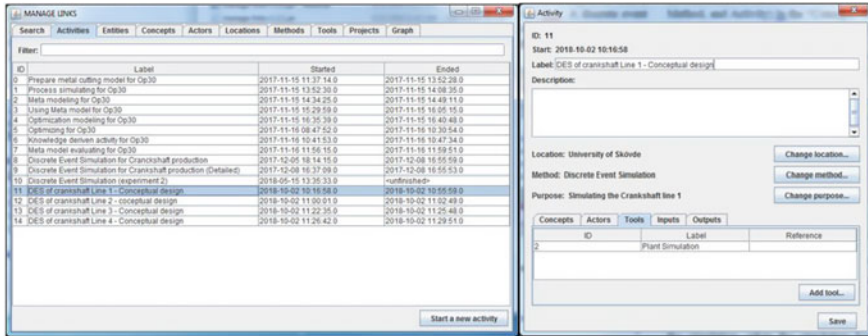 MANAGE LINKS
Search Activities Entities Concepts Actors Locations Methods Tools Projects Graph
Filter:
ID Label Started Ended
0 Prepare metal cutting model for Op30 2017-11-15 11:37:14.0 2017-11-15 13:52:28.0
1 Process simulating for Op30 2017-11-15 13:52:30.0 2017-11-15 14:08:35.0
2 Meta modeling for Op30 2017-11-15 14:34:25.0 2017-11-15 14:49:11.0
3 Using Meta model for Op30 2017-11-15 15:29:59.0 2017-11-15 16:05:15.0
4 Optimization modeling for Op30 2017-11-15 16:35:39.0 2017-11-15 16:40:48.0
5 Optimizing for Op30 2017-11-16 08:47:52.0 2017-11-16 10:30:54.0
6 Knowledge deriven activity for Op30 2017-11-16 10:41:53.0 2017-11-16 10:47:34.0
7 Meta model evaluating for Op30 2017-11-16 11:56:15.0 2017-11-16 11:59:51.0
8 Discrete Event Simulation for Cranckshaft production 2017-12-05 18:14:15.0 2017-12-08 16:55:59.0
9 Discrete Event Simulation for Crankshaft production (Detailed) 2017-12-08 16:37:09.0 2017-12-08 16:55:53.0
10 Discrete Event Simulation (experiment 2) 2018-05-15 13:35:33.0 <unfinished>
11 DES of crankshaft Line 1 - Conceptual design 2018-10-02 10:16:58.0 2018-10-02 10:55:59.0
12 DES of crankshaft Line 2 - coceptual design 2018-10-02 11:00:01.0 2018-10-02 11:02:49.0
13 DES of crankshaft Line 3 - Conceptual design 2018-10-02 11:22:35.0 2018-10-02 11:25:48.0
14 DES of crankshaft Line 4 - Conceptual design 2018-10-02 11:26:42.0 2018-10-02 11:29:51.0
Start a new activity
Activity
ID: 11
Start: 2018-10-02 10:16:58
Label: DES of crankshaft Line 1 - Conceptual design
Description:
Location: University of Skövde Change location...
Method: Discrete Event Simulation Change method...
Purpose: Simulating the Crankshaft line 1 Change purpose...
Concepts Actors Tools Inputs Outputs
ID Label Reference
2 Plant Simulation
Add tool...
Save